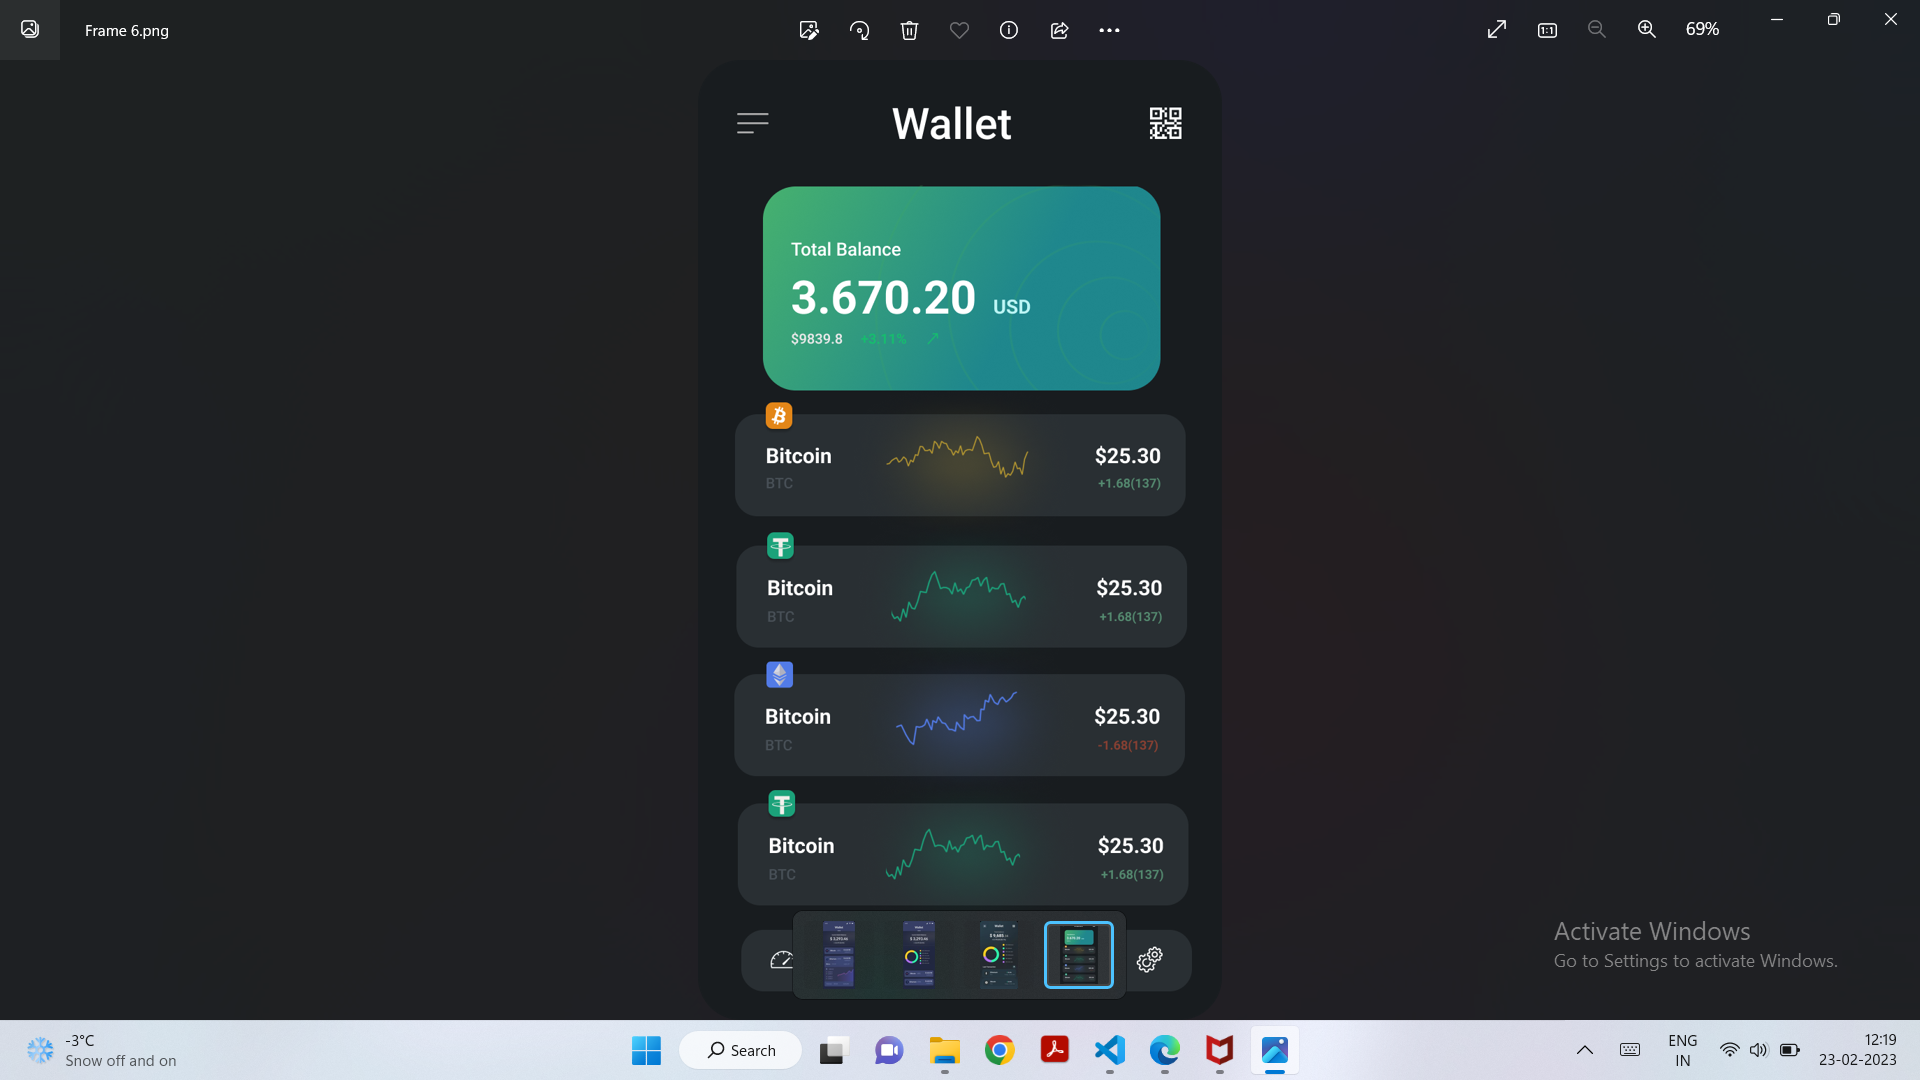 Frame 6.png
69%
Wallet
Total Balance
3.670.20 USD
$9839.8 +3.11%
Bitcoin $25.30
BTC +1.68(137)
Bitcoin $25.30
BTC +1.68(137)
Bitcoin $25.30
BTC -1.68(137)
Bitcoin $25.30
BTC +1.68(137)
Activate Windows
Go to Settings to activate Windows.
-3°C
Snow off and on
Search
ENG
IN
12:19
23-02-2023